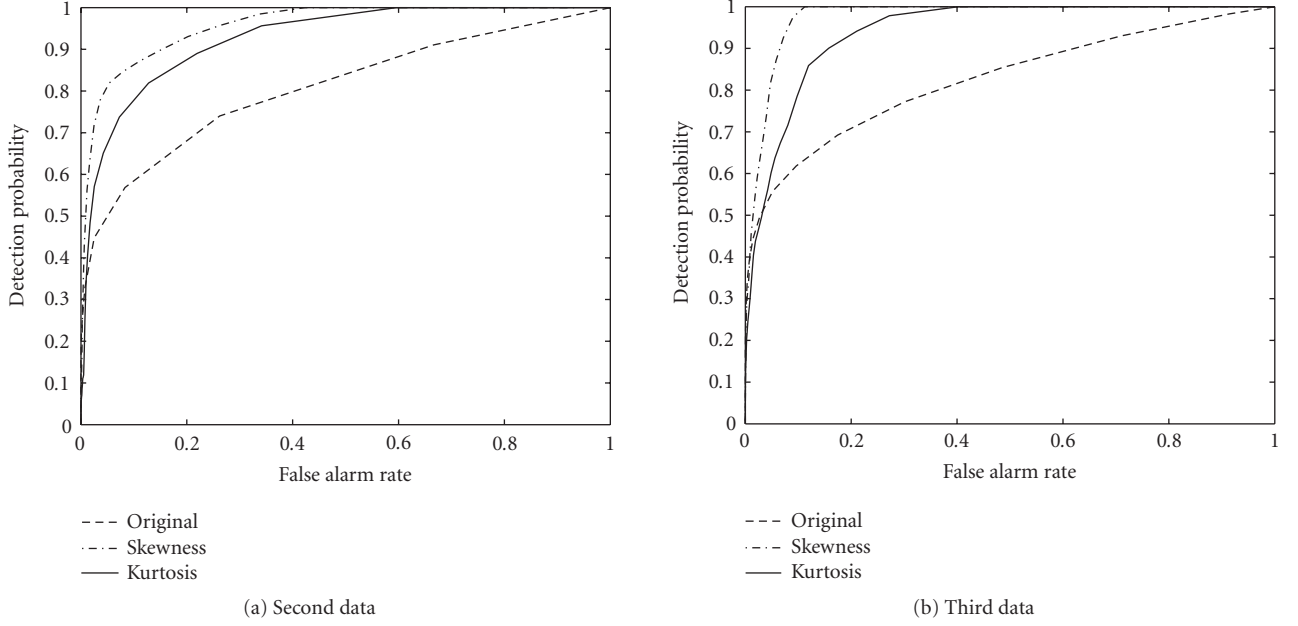 1
0.9
0.8
0.7
0.6
0.5
0.4
0.3
0.2
0.1
0
Detection probability
0 0.2 0.4 0.6 0.8 1
False alarm rate
Original
Skewness
Kurtosis
(a) Second data
1
0.9
0.8
0.7
0.6
0.5
0.4
0.3
0.2
0.1
0
Detection probability
0 0.2 0.4 0.6 0.8 1
False alarm rate
Original
Skewness
Kurtosis
(b) Third data